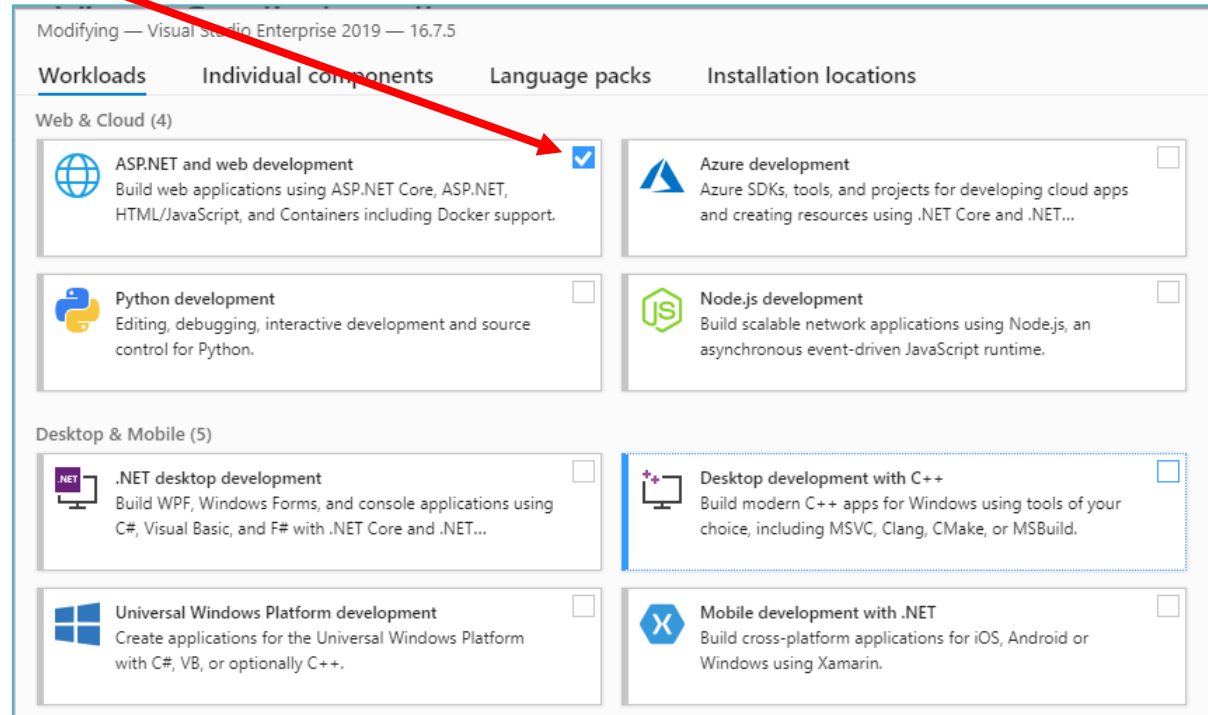 Modifying — Visual Studio Enterprise 2019 — 16.7.5
Workloads Individual components Language packs Installation locations
Web & Cloud (4)
ASP.NET and web development
Build web applications using ASP.NET Core, ASP.NET,
HTML/JavaScript, and Containers including Docker support.
Azure development
Azure SDKs, tools, and projects for developing cloud apps
and creating resources using .NET Core and .NET...
Python development
Editing, debugging, interactive development and source
control for Python.
JS
Node.js development
Build scalable network applications using Node.js, an
asynchronous event-driven JavaScript runtime.
Desktop & Mobile (5)
.NET
.NET desktop development
Build WPF, Windows Forms, and console applications using
C#, Visual Basic, and F# with .NET Core and .NET...
Desktop development with C++
Build modern C++ apps for Windows using tools of your
choice, including MSVC, Clang, CMake, or MSBuild.
Universal Windows Platform development
Create applications for the Universal Windows Platform
with C#, VB, or optionally C++.
Mobile development with .NET
Build cross-platform applications for iOS, Android or
Windows using Xamarin.